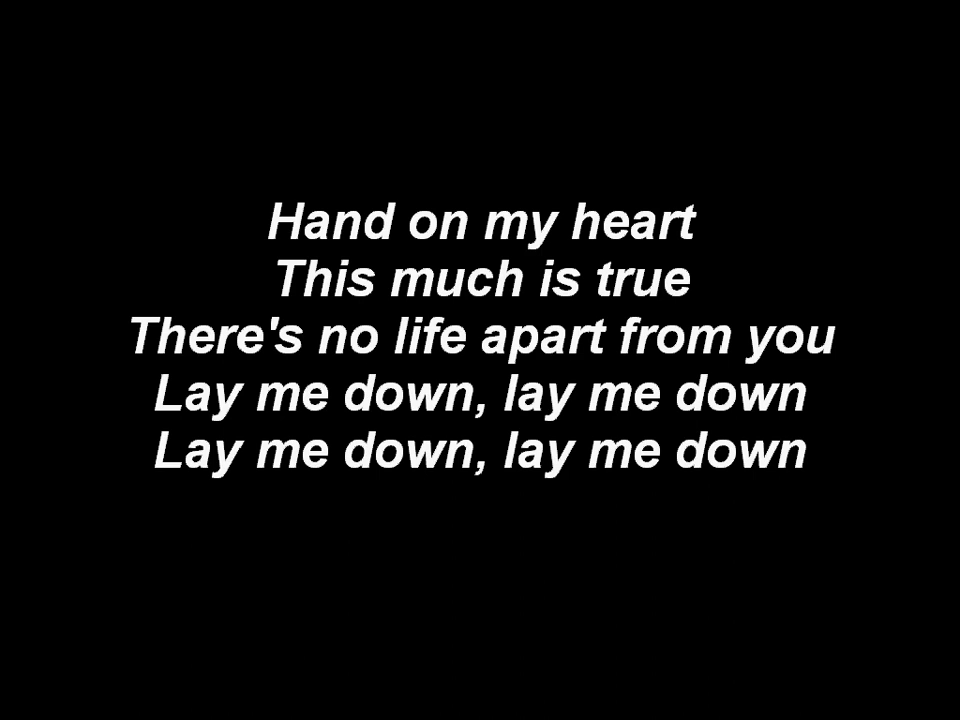 Hand on my heart
This much is true
There's no life apart from you
Lay me down, lay me down
Lay me down, lay me down